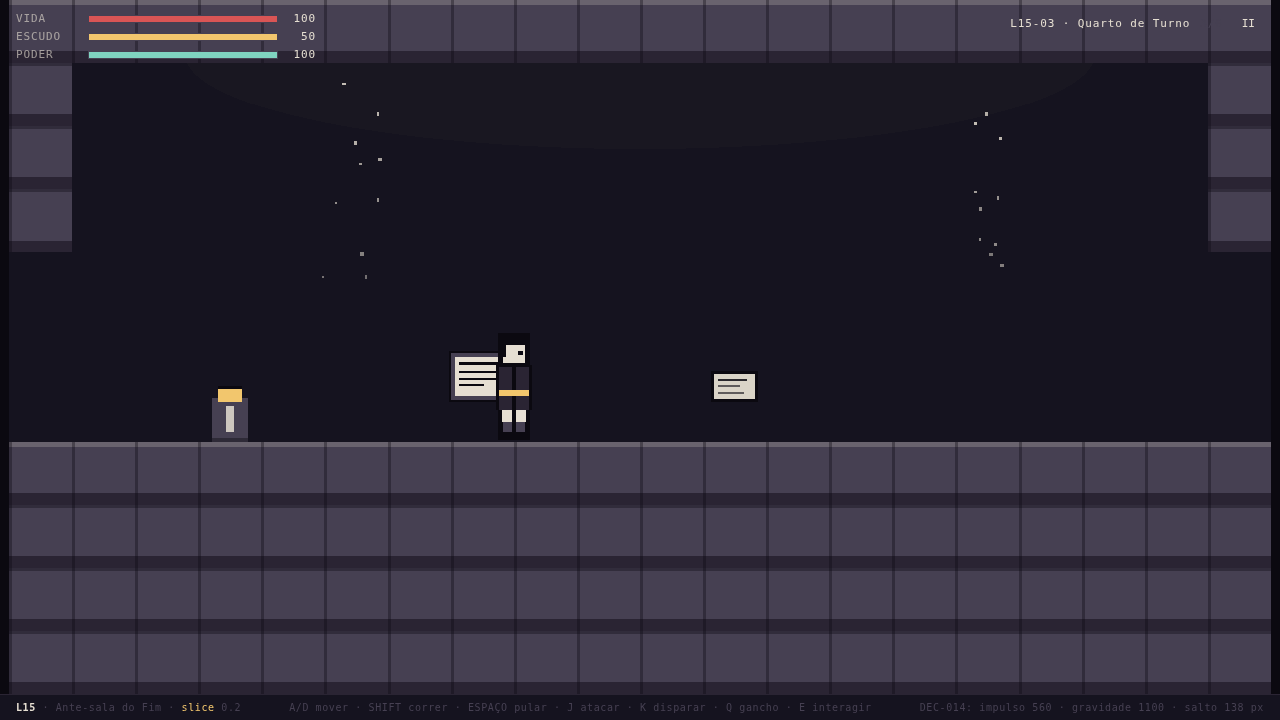 VIDA 100
ESCUDO 50
PODER 100
L15-03 · Quarto de Turno
II
L15 · Ante-sala do Fim · slice 0.2
A/D mover · SHIFT correr · ESPAÇO pular · J atacar · K disparar · Q gancho · E interagir
DEC-014: impulso 560 · gravidade 1100 · salto 138 px